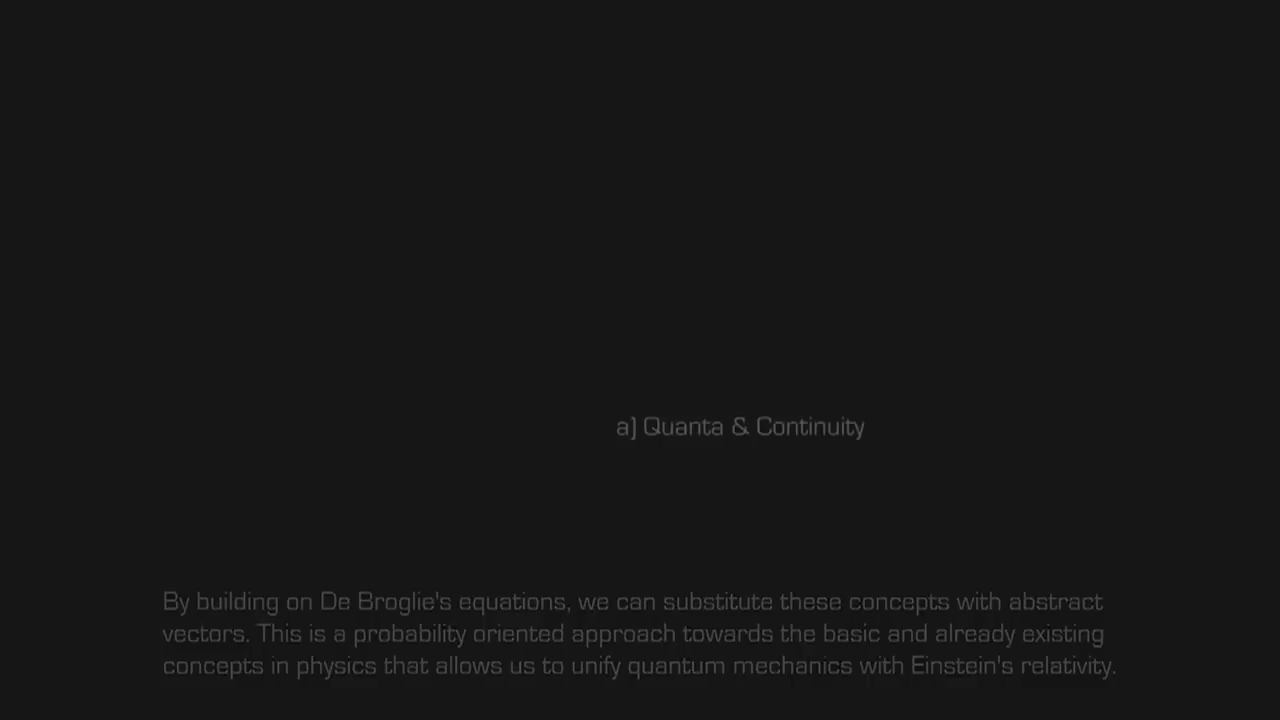 a) Quanta & Continuity
By building on De Broglie's equations, we can substitute these concepts with abstract
vectors. This is a probability oriented approach towards the basic and already existing
concepts in physics that allows us to unify quantum mechanics with Einstein's relativity.